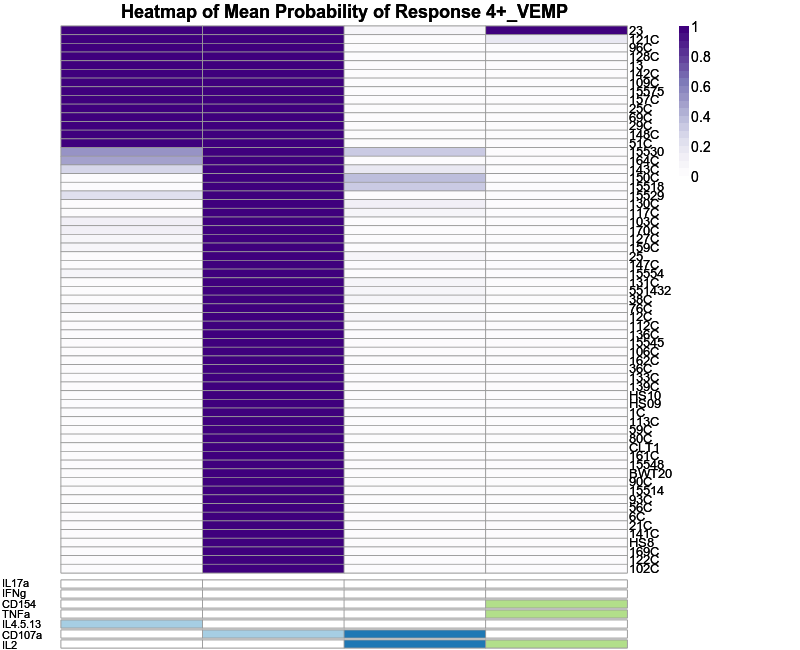 Heatmap of Mean Probability of Response 4+_VEMP
23
121C
96C
128C
13
142C
109C
15575
157C
25C
69C
29C
148C
51C
15530
164C
143C
150C
15518
15529
130C
117C
103C
170C
127C
159C
25
147C
15554
131C
551432
38C
76C
12C
112C
136C
15545
106C
162C
36C
133C
139C
HS10
HS09
1C
113C
59C
80C
CLT1
161C
15548
BWT20
90C
15514
93C
56C
6C
21C
141C
HS8
169C
122C
102C
1
0.8
0.6
0.4
0.2
0
IL17a
IFNg
CD154
TNFa
IL4.5.13
CD107a
IL2